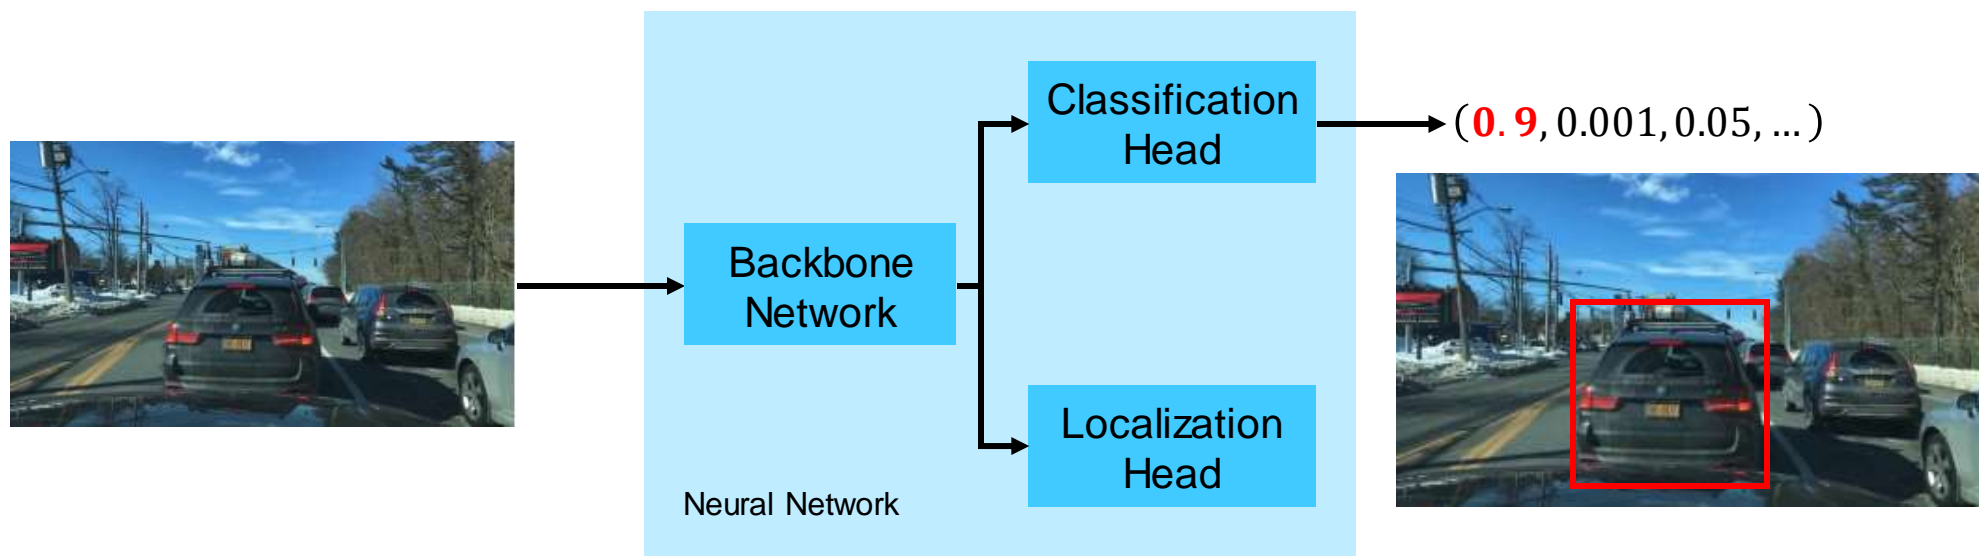 Classification
Head
(0.9, 0.001, 0.05, ...)
Backbone
Network
Localization
Head
Neural Network